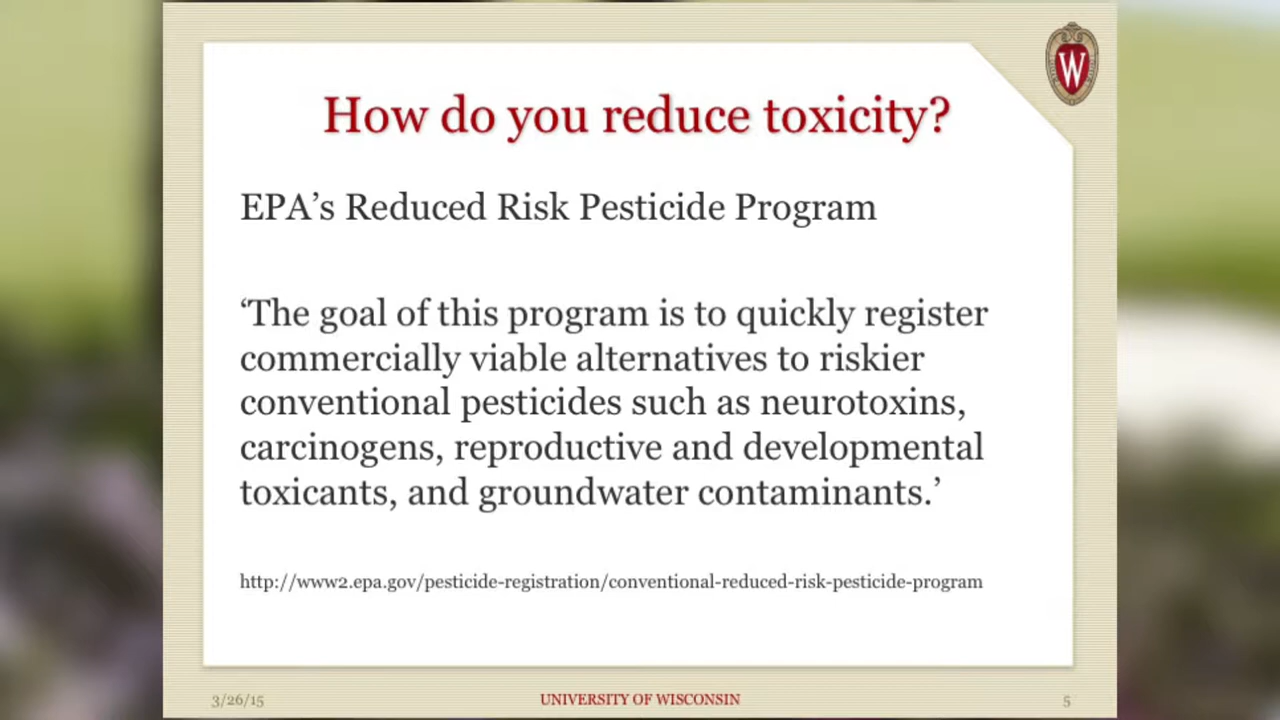 W
How do you reduce toxicity?
EPA’s Reduced Risk Pesticide Program
‘The goal of this program is to quickly register
commercially viable alternatives to riskier
conventional pesticides such as neurotoxins,
carcinogens, reproductive and developmental
toxicants, and groundwater contaminants.’
http://www2.epa.gov/pesticide-registration/conventional-reduced-risk-pesticide-program
3/26/15
UNIVERSITY OF WISCONSIN
5